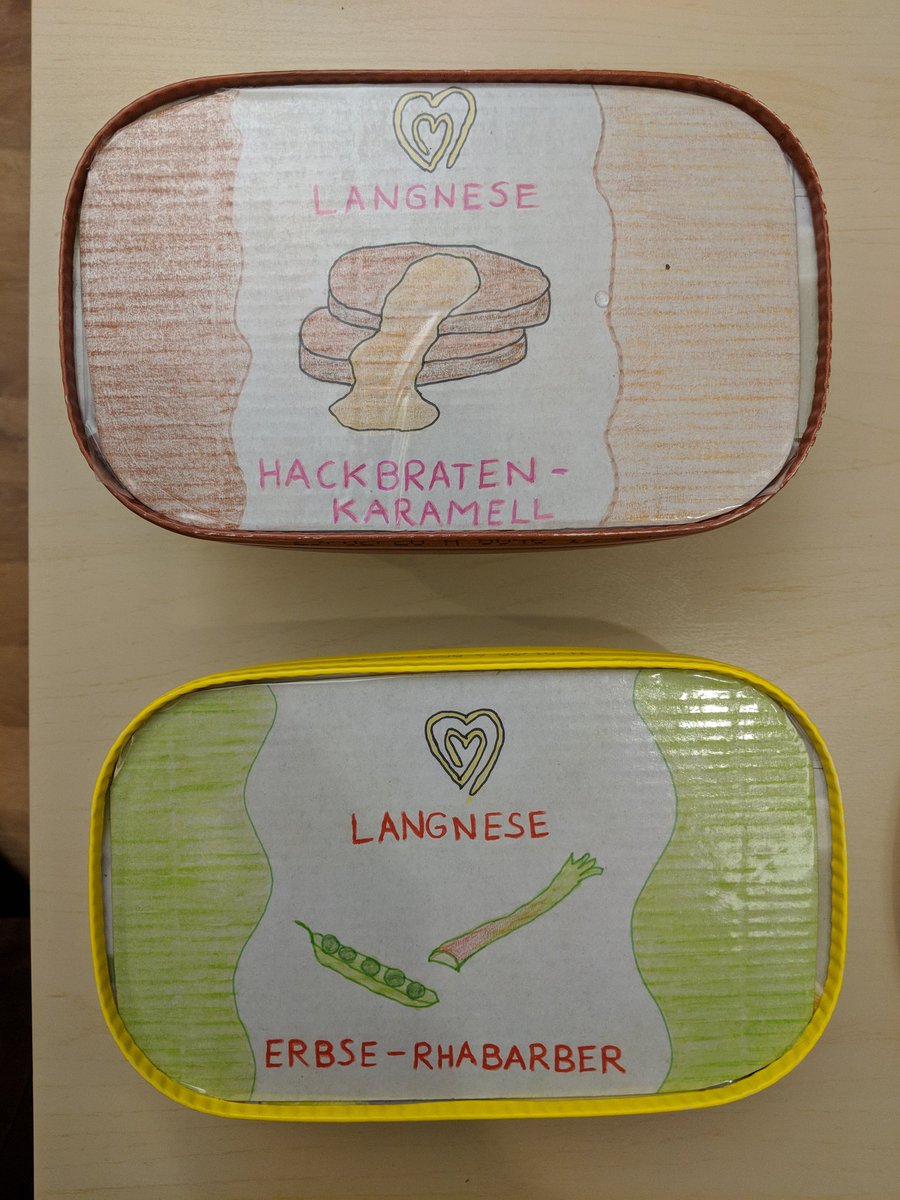 LANGNESE
HACKBRATEN-
KARAMELL
LANGNESE
ERBSE-RHABARBER